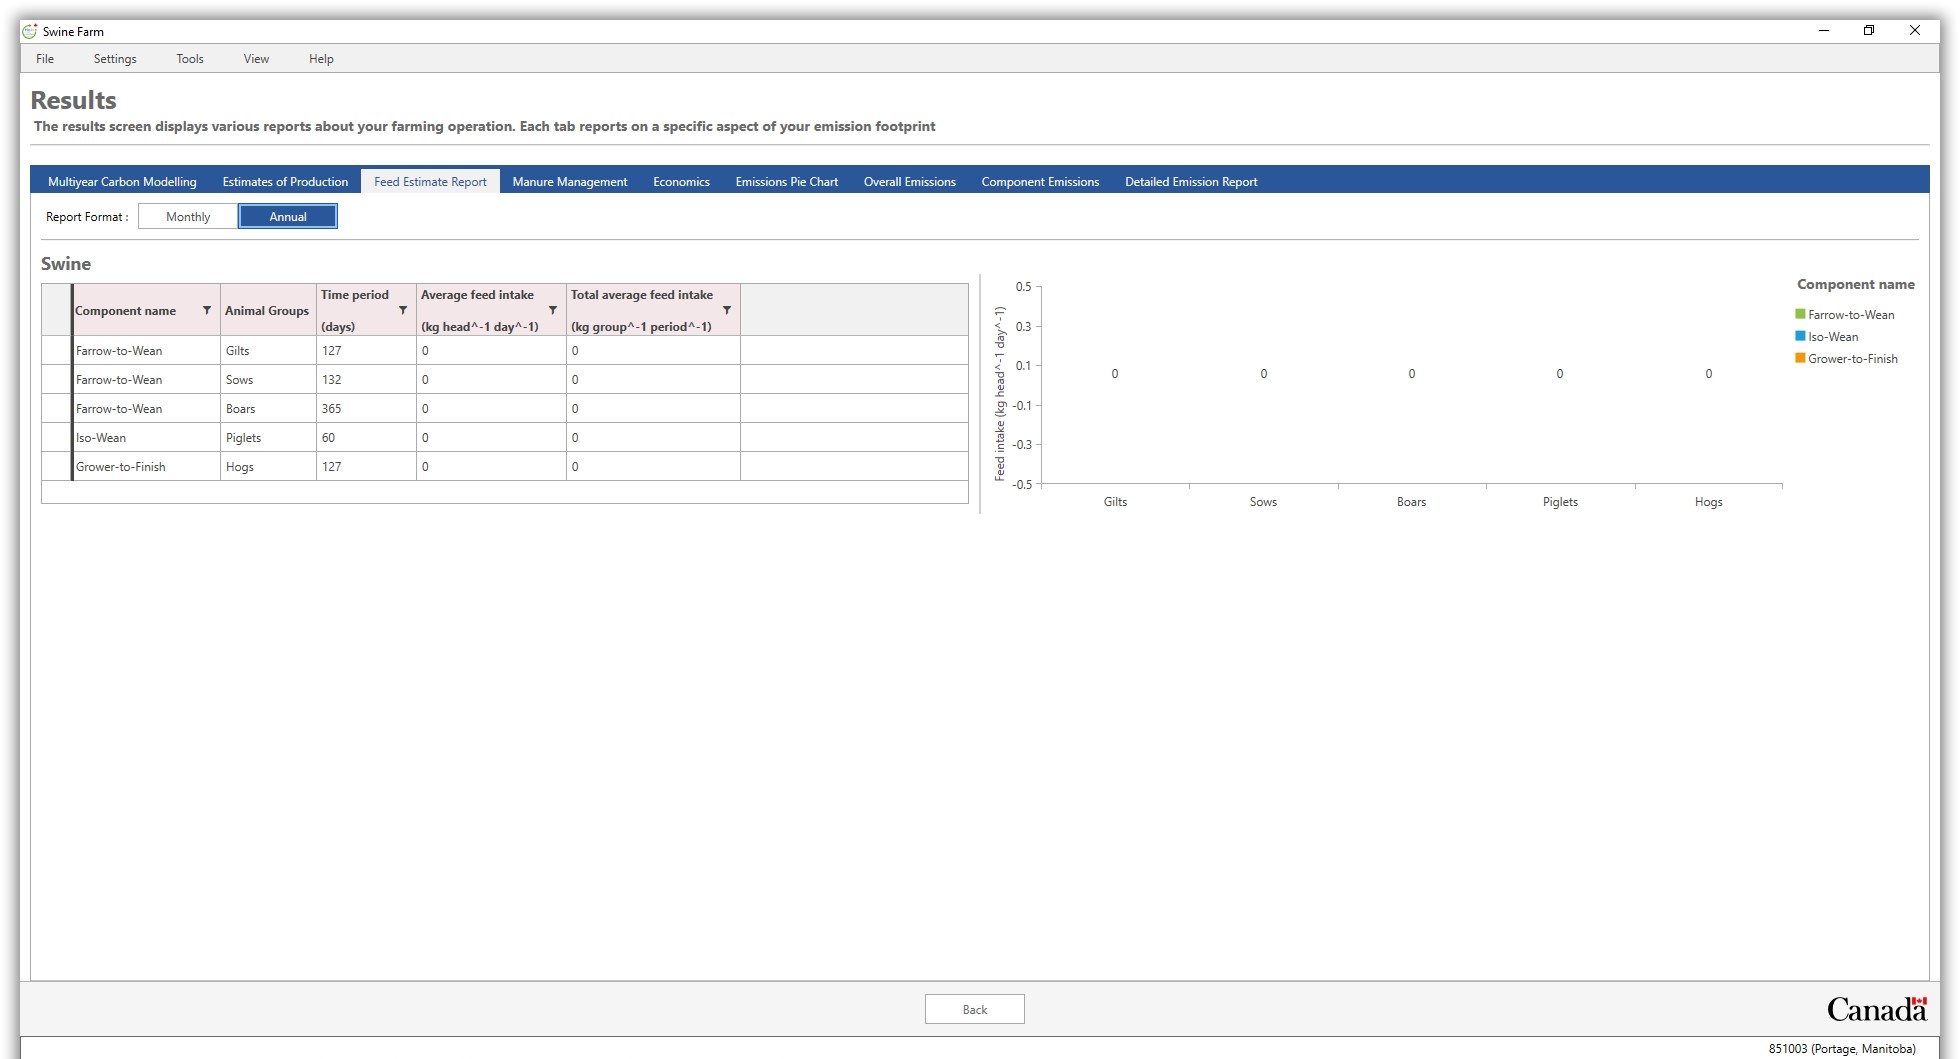 Swine Farm
File Settings Tools View Help
Results
The results screen displays various reports about your farming operation. Each tab reports on a specific aspect of your emission footprint
Multiyear Carbon Modelling Estimates of Production Feed Estimate Report Manure Management Economics Emissions Pie Chart Overall Emissions Component Emissions Detailed Emission Report
Report Format : Monthly Annual
Swine
Component name Animal Groups Time period (days) Average feed intake (kg head^-1 day^-1) Total average feed intake (kg group^-1 period^-1)
Farrow-to-Wean Gilts 127 0 0
Farrow-to-Wean Sows 132 0 0
Farrow-to-Wean Boars 365 0 0
Iso-Wean Piglets 60 0 0
Grower-to-Finish Hogs 127 0 0
Feed intake (kg head^-1 day^-1)
0.5
0.3
0.1
-0.1
-0.3
-0.5
0 0 0 0 0
Gilts Sows Boars Piglets Hogs
Component name
Farrow-to-Wean
Iso-Wean
Grower-to-Finish
Back
Canada
851003 (Portage, Manitoba)